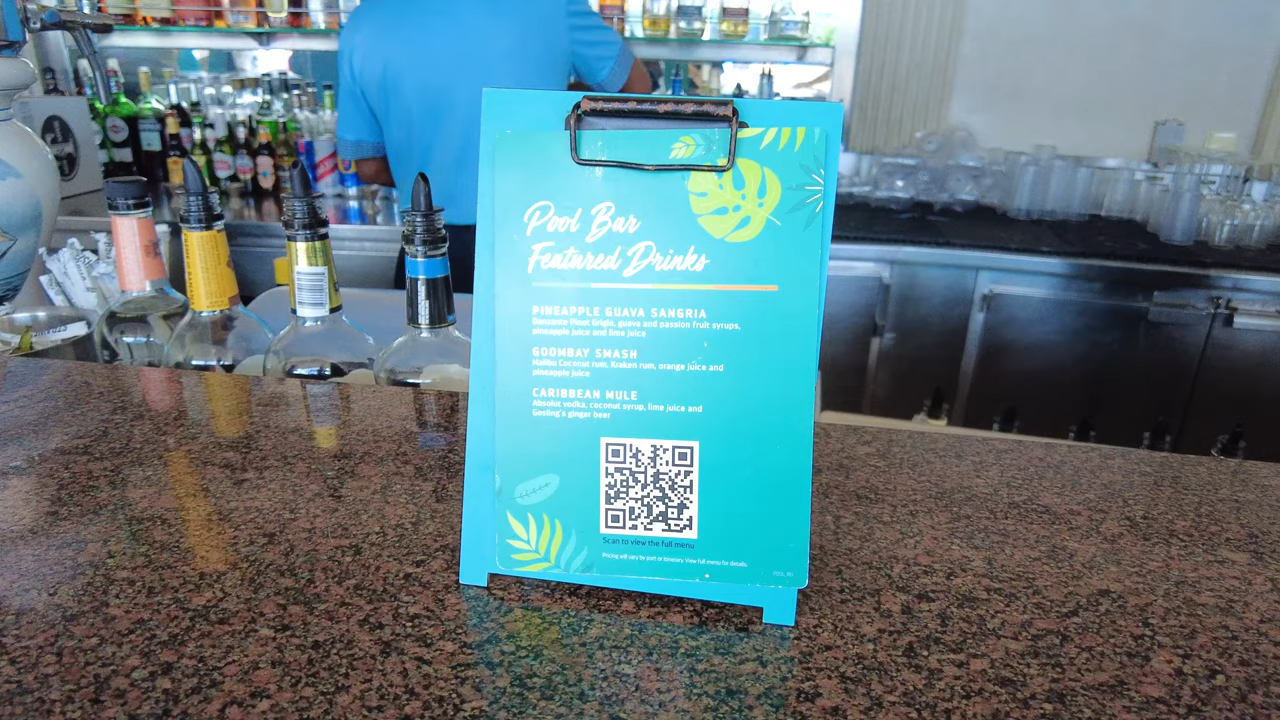 Pool Bar
Featured Drinks
PINEAPPLE GUAVA SANGRIA
Danzante Pinot Grigio, guava and passion fruit syrups,
pineapple juice and lime juice
GOOMBAY SMASH
Malibu Coconut rum, Kraken rum, orange juice and
pineapple juice
CARIBBEAN MULE
Absolut vodka, coconut syrup, lime juice and
Gosling's ginger beer
Scan to view the full menu
Pricing will vary by port or itinerary. View full menu for details.